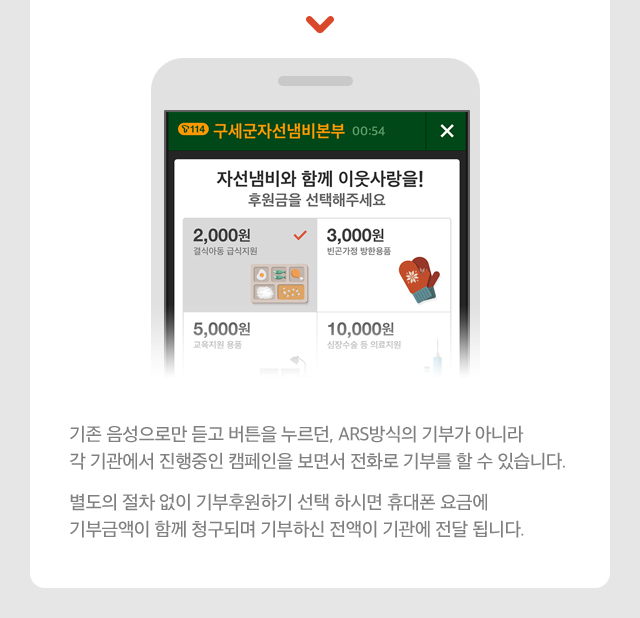 114 구세군자선냄비본부 00:54
자선냄비와 함께 이웃사랑을!
후원금을 선택해주세요
2,000원
결식아동 급식지원
3,000원
빈곤가정 방한용품
5,000원
교육지원 용품
10,000원
심장수술 등 의료지원
기존 음성으로만 듣고 버튼을 누르던, ARS방식의 기부가 아니라
각 기관에서 진행중인 캠페인을 보면서 전화로 기부를 할 수 있습니다.
별도의 절차 없이 기부후원하기 선택 하시면 휴대폰 요금에
기부금액이 함께 청구되며 기부하신 전액이 기관에 전달 됩니다.